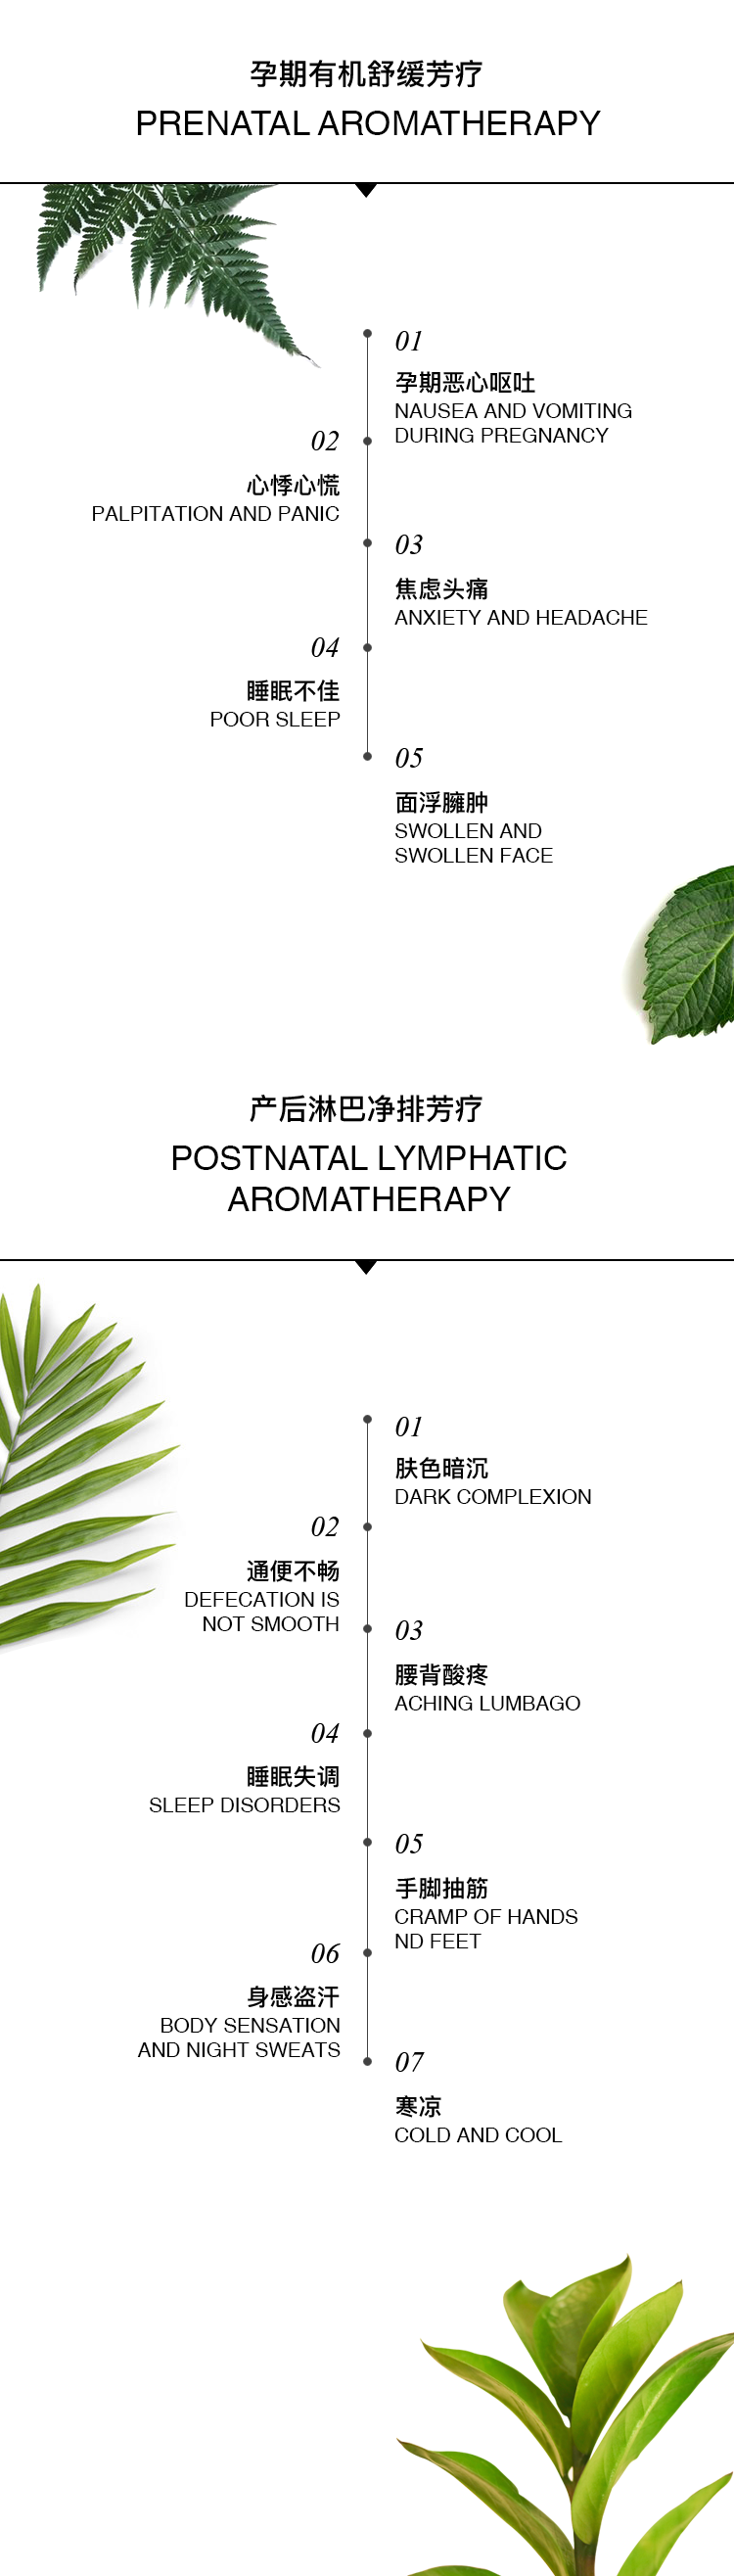 孕期有机舒缓芳疗
PRENATAL AROMATHERAPY
01
孕期恶心呕吐
NAUSEA AND VOMITING
DURING PREGNANCY
02
心悸心慌
PALPITATION AND PANIC
03
焦虑头痛
ANXIETY AND HEADACHE
04
睡眠不佳
POOR SLEEP
05
面浮臃肿
SWOLLEN AND
SWOLLEN FACE
产后淋巴净排芳疗
POSTNATAL LYMPHATIC
AROMATHERAPY
01
肤色暗沉
DARK COMPLEXION
02
通便不畅
DEFECATION IS
NOT SMOOTH
03
腰背酸疼
ACHING LUMBAGO
04
睡眠失调
SLEEP DISORDERS
05
手脚抽筋
CRAMP OF HANDS
ND FEET
06
身感盗汗
BODY SENSATION
AND NIGHT SWEATS
07
寒凉
COLD AND COOL